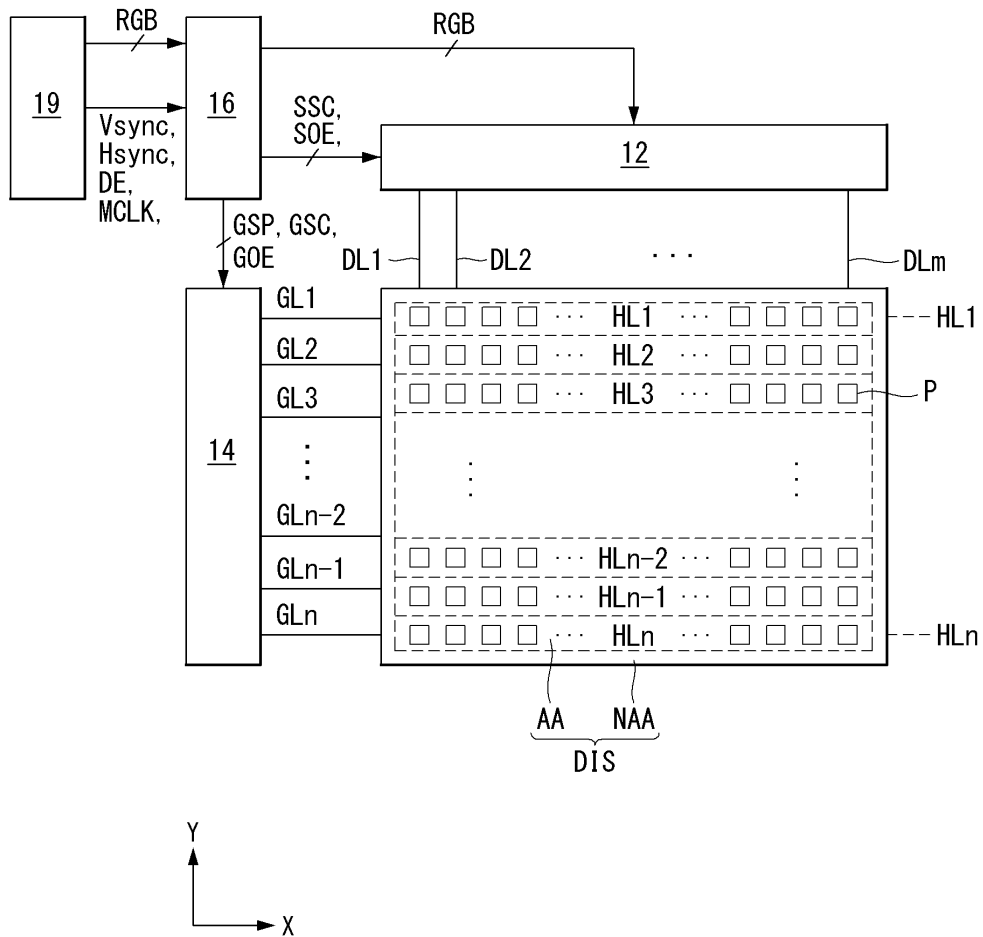 RGB
RGB
19
16
Vsync,
Hsync,
DE,
MCLK,
SSC,
SOE,
12
GSP, GSC,
GOE
DL1
DL2
...
DLm
14
GL1
GL2
GL3
GLn-2
GLn-1
GLn
... HL1 ...
HL1
... HL2 ...
... HL3 ...
P
... HLn-2 ...
... HLn-1 ...
... HLn ...
HLn
AA
NAA
DIS
Y
X